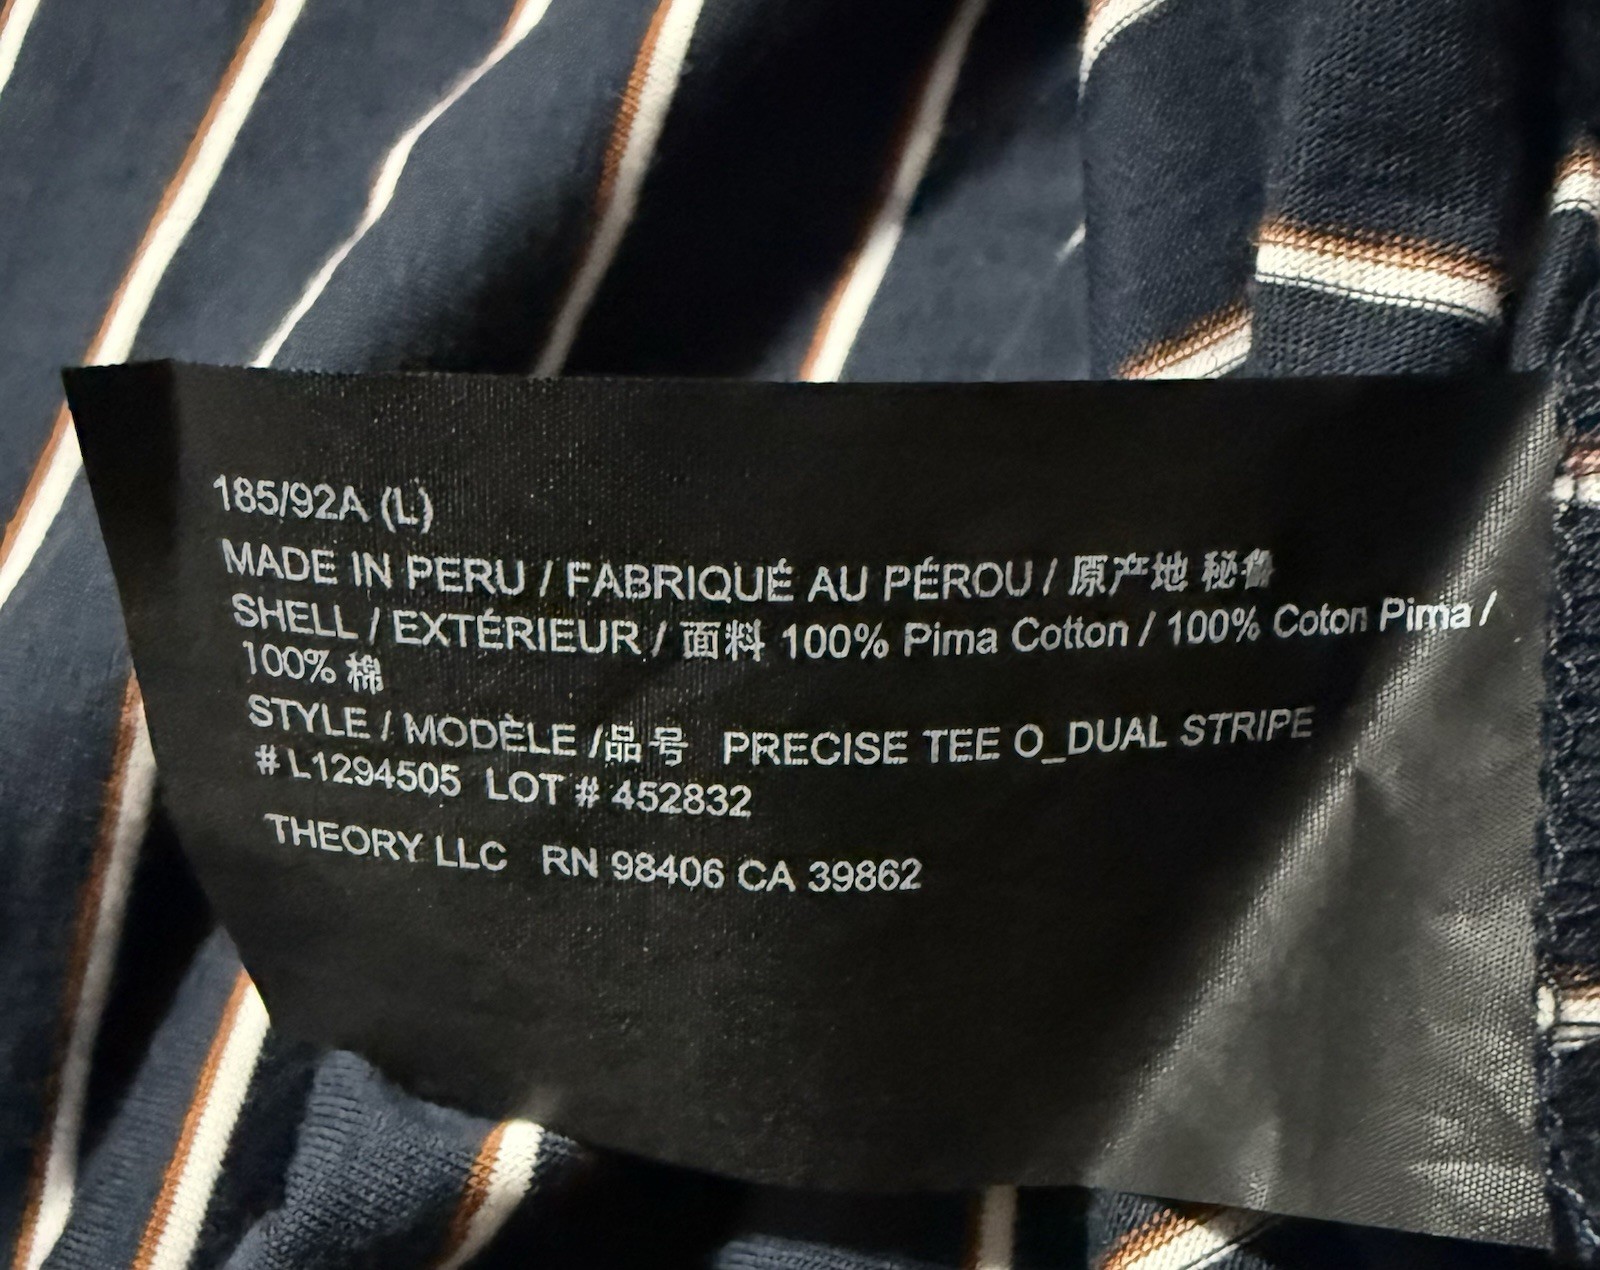 185/92A (L)
MADE IN PERU / FABRIQUÉ AU PÉROU / 原产地 秘鲁
SHELL / EXTÉRIEUR / 面料 100% Pima Cotton / 100% Coton Pima /
100% 棉
STYLE / MODÈLE /品号 PRECISE TEE O_DUAL STRIPE
# L1294505 LOT # 452832
THEORY LLC RN 98406 CA 39862